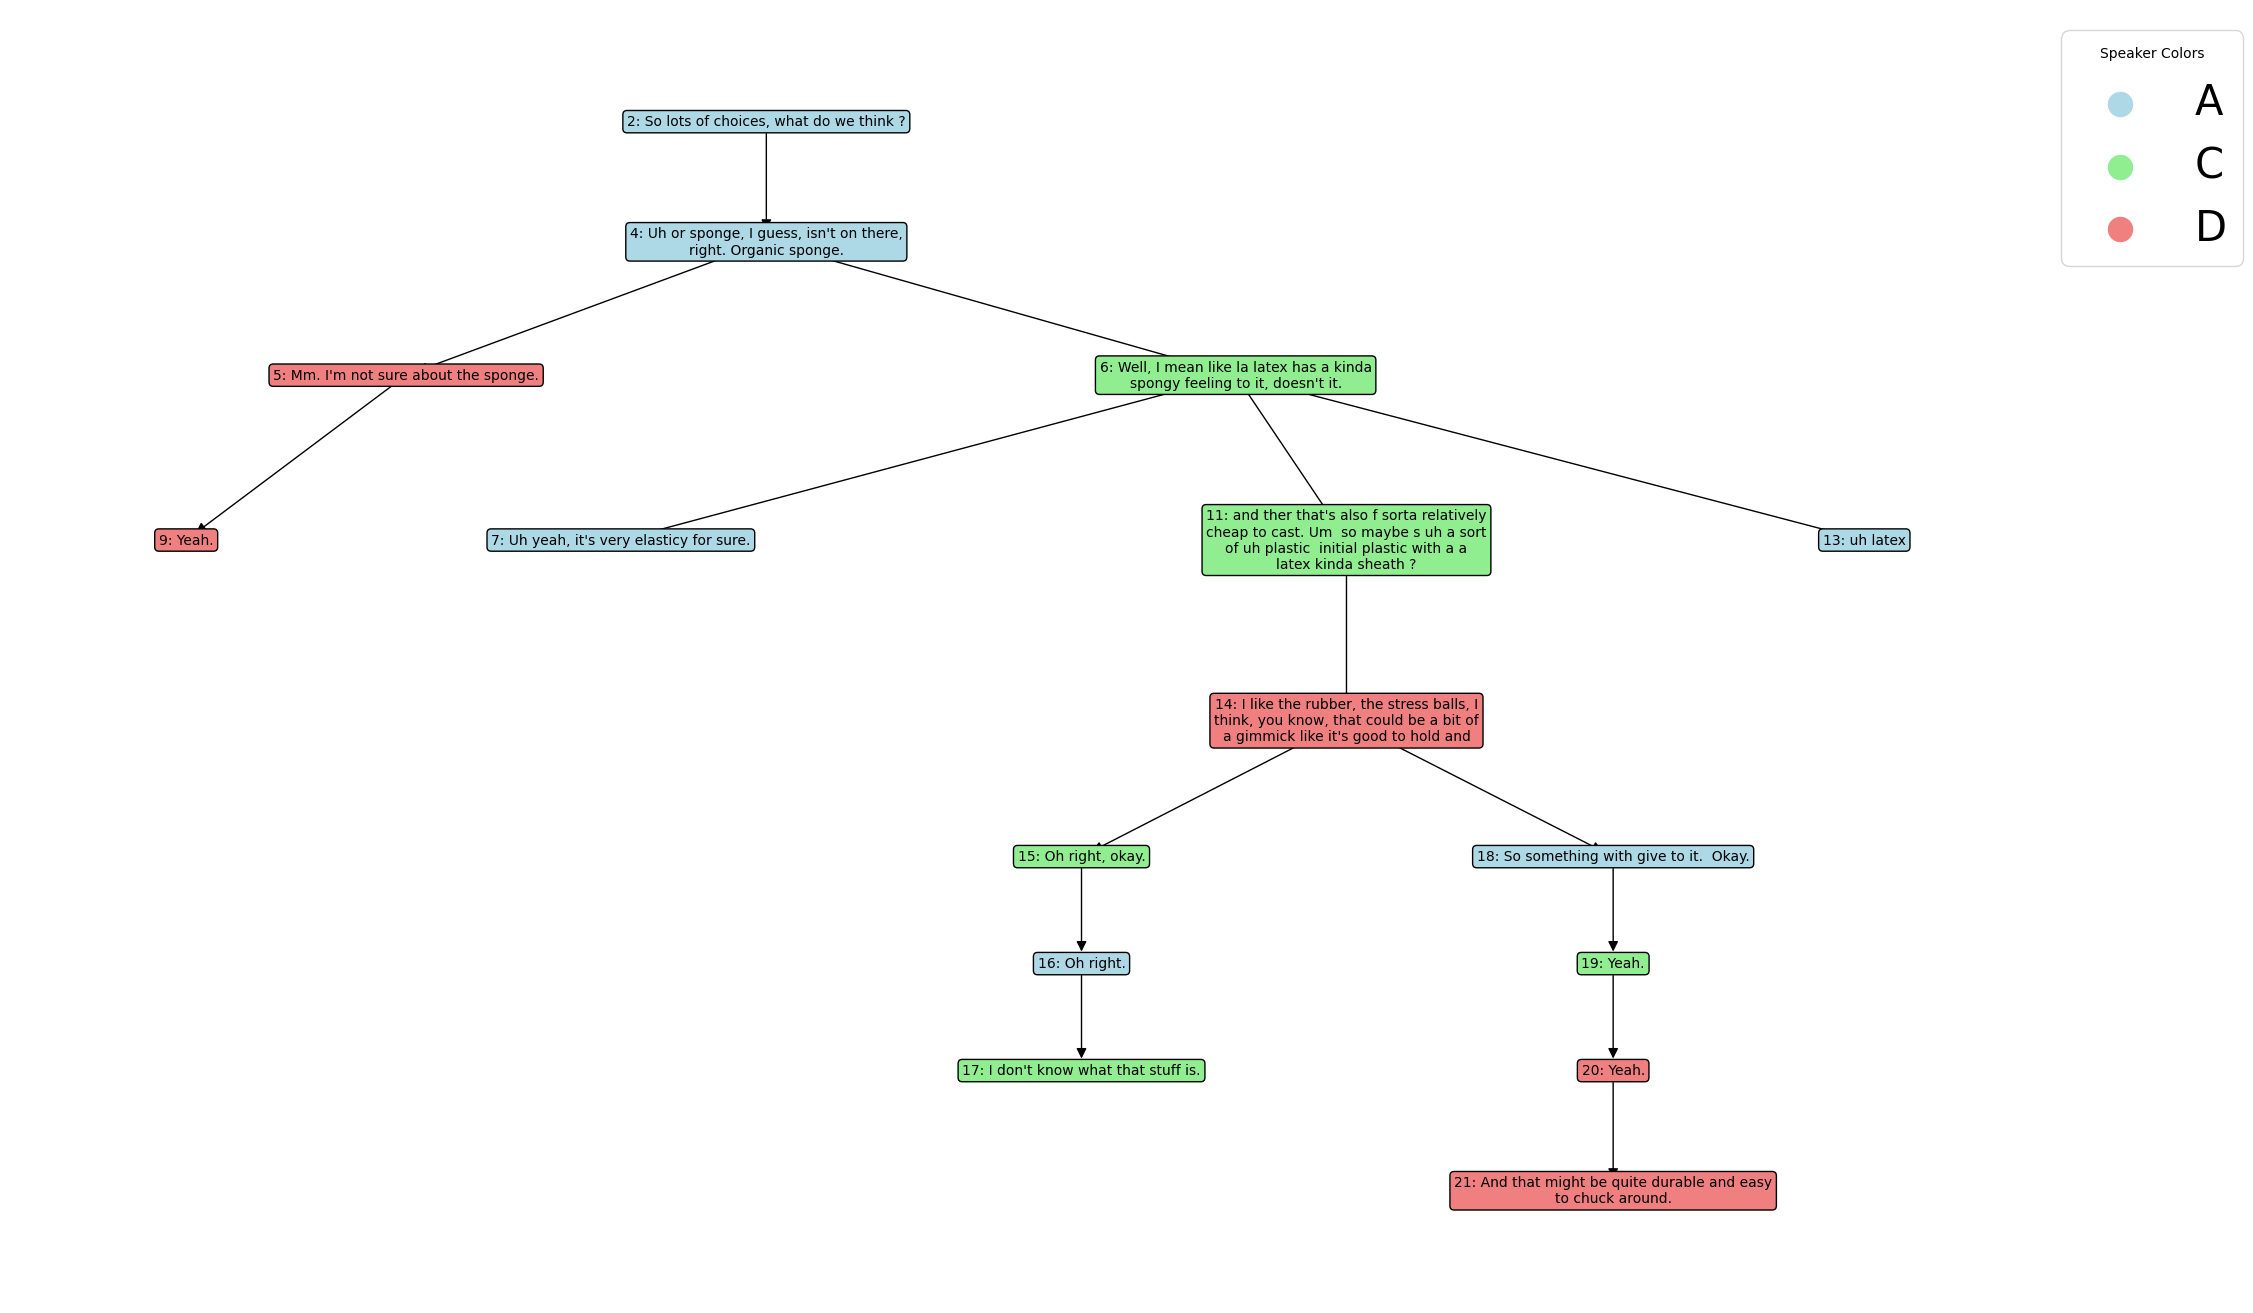 Speaker Colors
A
C
D
2: So lots of choices, what do we think ?
4: Uh or sponge, I guess, isn't on there,
right. Organic sponge.
5: Mm. I'm not sure about the sponge.
6: Well, I mean like la latex has a kinda
spongy feeling to it, doesn't it.
9: Yeah.
7: Uh yeah, it's very elasticy for sure.
11: and ther that's also f sorta relatively
cheap to cast. Um  so maybe s uh a sort
of uh plastic  initial plastic with a a
latex kinda sheath ?
13: uh latex
14: I like the rubber, the stress balls, I
think, you know, that could be a bit of
a gimmick like it's good to hold and
15: Oh right, okay.
18: So something with give to it.  Okay.
16: Oh right.
19: Yeah.
17: I don't know what that stuff is.
20: Yeah.
21: And that might be quite durable and easy
to chuck around.